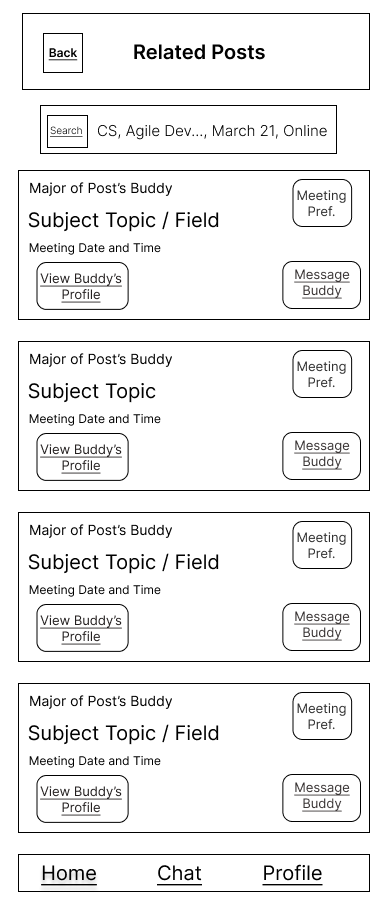 Back
Related Posts
Search
CS, Agile Dev..., March 21, Online
Major of Post's Buddy
Meeting
Pref.
Subject Topic / Field
Meeting Date and Time
View Buddy's
Profile
Message
Buddy
Major of Post's Buddy
Meeting
Pref.
Subject Topic
Meeting Date and Time
View Buddy's
Profile
Message
Buddy
Major of Post's Buddy
Meeting
Pref.
Subject Topic / Field
Meeting Date and Time
View Buddy's
Profile
Message
Buddy
Major of Post's Buddy
Meeting
Pref.
Subject Topic / Field
Meeting Date and Time
View Buddy's
Profile
Message
Buddy
Home Chat Profile